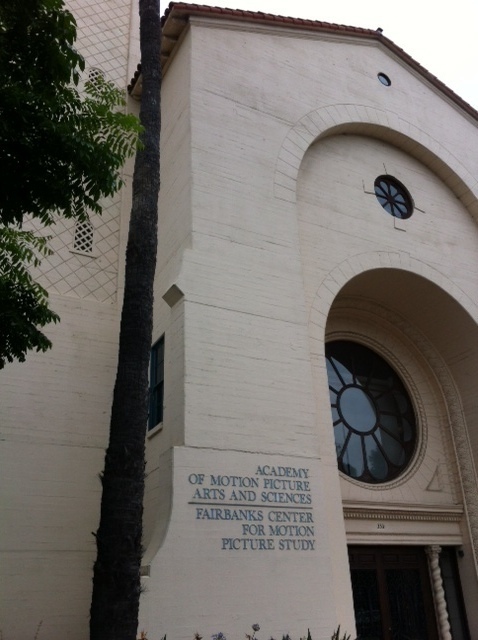 ACADEMY
OF MOTION PICTURE
ARTS AND SCIENCES
FAIRBANKS CENTER
FOR MOTION
PICTURE STUDY